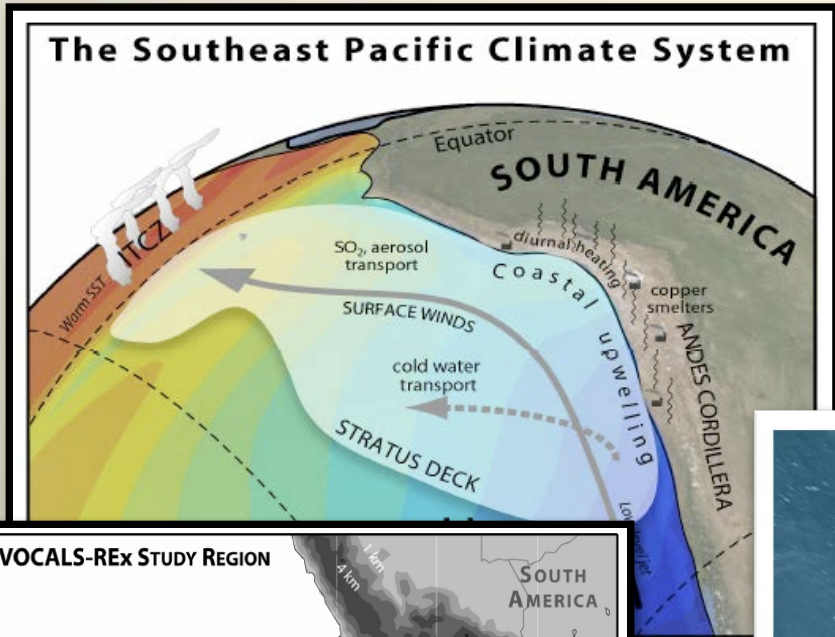 The Southeast Pacific Climate System
Equator
SOUTH AMERICA
ITCZ
Warm SST
SO₂, aerosol
transport
diurnal heating
Coastal upwelling
copper
smelters
SURFACE WINDS
cold water
transport
ANDES CORDILLERA
STRATUS DECK
VOCALS-REx STUDY REGION
1 km
4 km
SOUTH
AMERICA